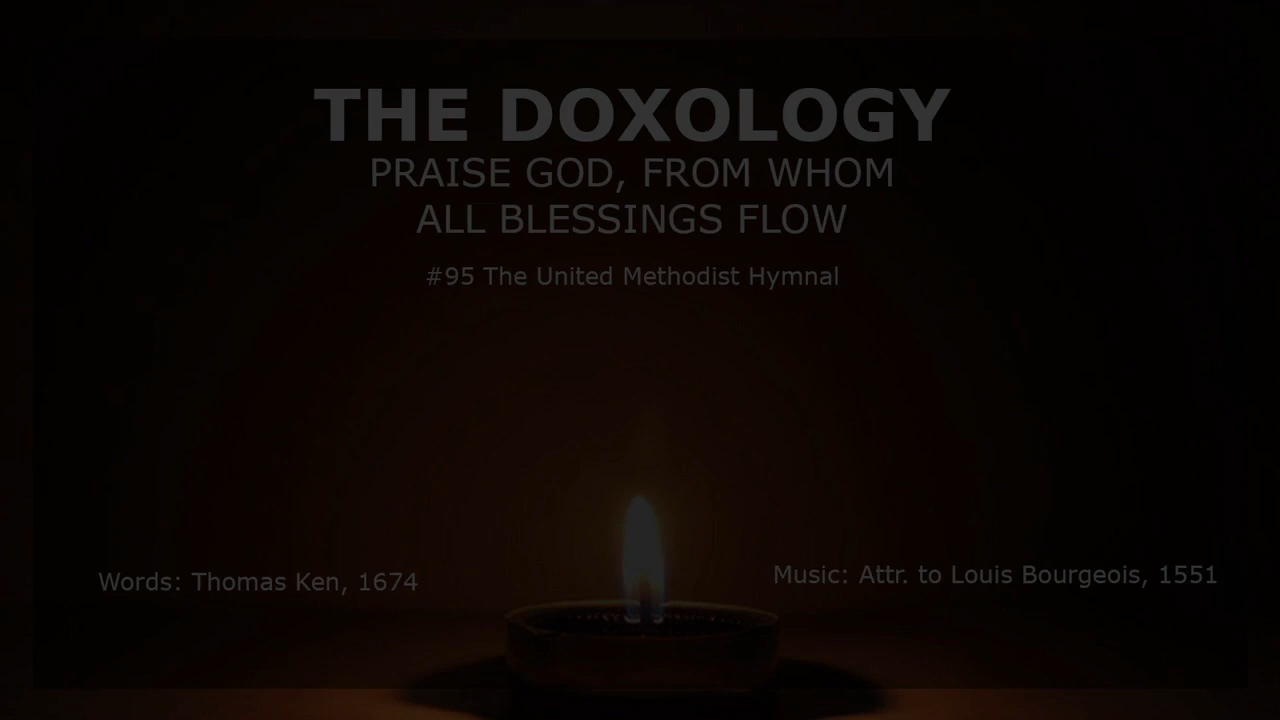 THE DOXOLOGY
PRAISE GOD, FROM WHOM
ALL BLESSINGS FLOW
#95 The United Methodist Hymnal
Words: Thomas Ken, 1674
Music: Attr. to Louis Bourgeois, 1551